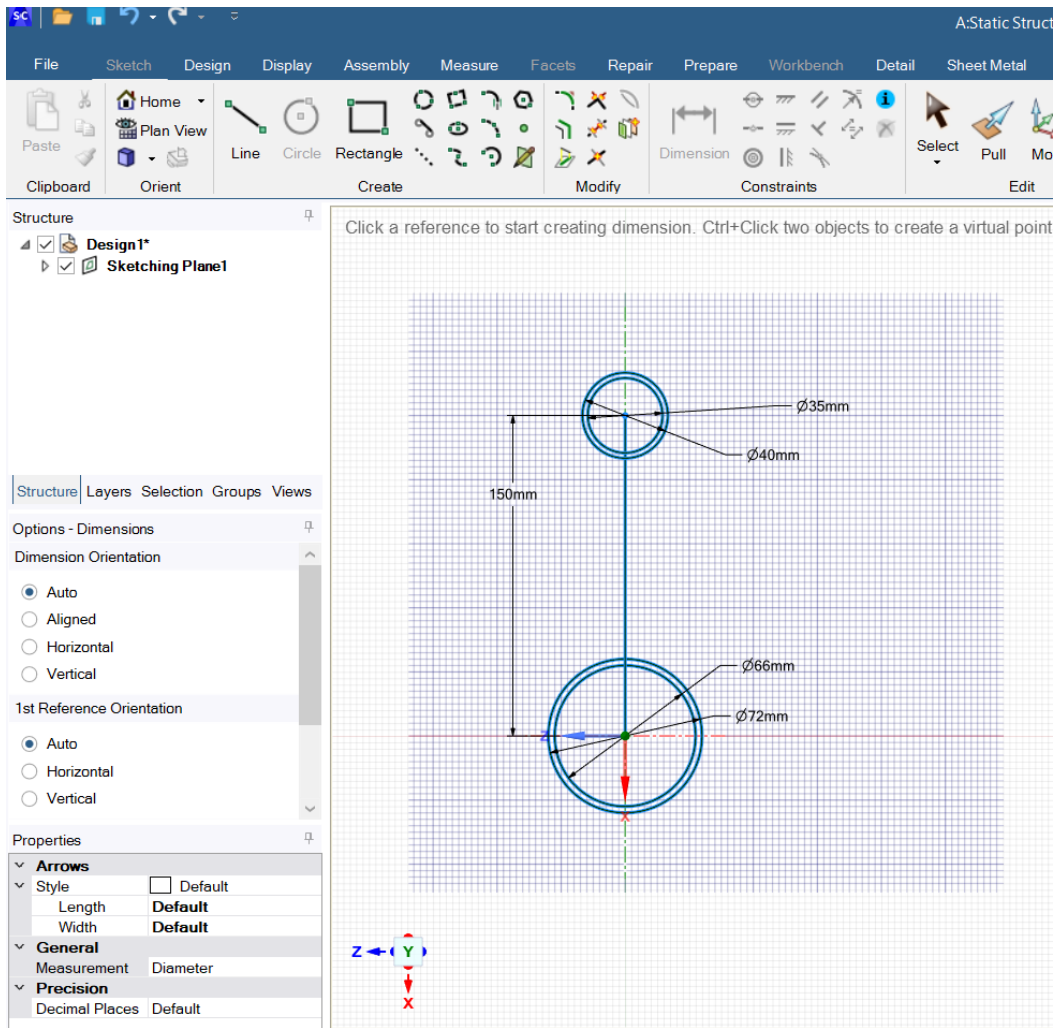 SC
A:Static Struct
File Sketch Design Display Assembly Measure Facets Repair Prepare Workbench Detail Sheet Metal
Paste
Home
Plan View
Line Circle Rectangle
Dimension
Select Pull Mo
Clipboard Orient Create Modify Constraints Edit
Structure
Design1*
Sketching Plane1
Structure Layers Selection Groups Views
Options - Dimensions
Dimension Orientation
Auto
Aligned
Horizontal
Vertical
1st Reference Orientation
Auto
Horizontal
Vertical
Properties
Arrows
Style Default
Length Default
Width Default
General
Measurement Diameter
Precision
Decimal Places Default
Click a reference to start creating dimension. Ctrl+Click two objects to create a virtual point
Ø35mm
Ø40mm
150mm
Ø66mm
Ø72mm
Z
X
Z Y
X